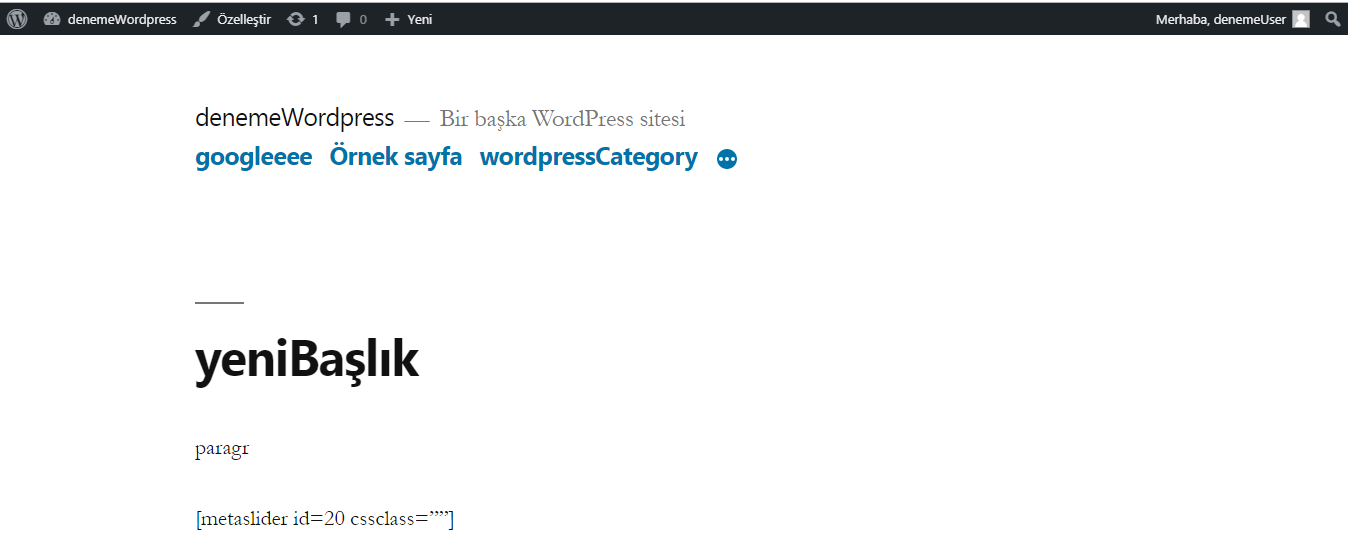 denemeWordpress Özelleştir 1 0 Yeni Merhaba, denemeUser
denemeWordpress — Bir başka WordPress sitesi
googleeee Örnek sayfa wordpressCategory
yeniBaşlık
paragr
[metaslider id=20 cssclass=””]